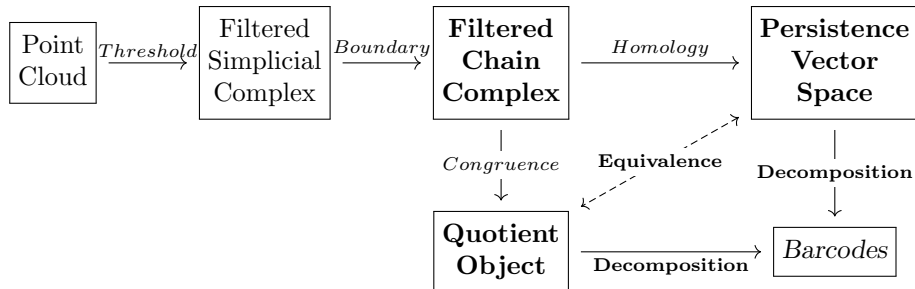 Point
Cloud
Threshold
Filtered
Simplicial
Complex
Boundary
Filtered
Chain
Complex
Homology
Persistence
Vector
Space
Congruence
Equivalence
Decomposition
Quotient
Object
Decomposition
Barcodes